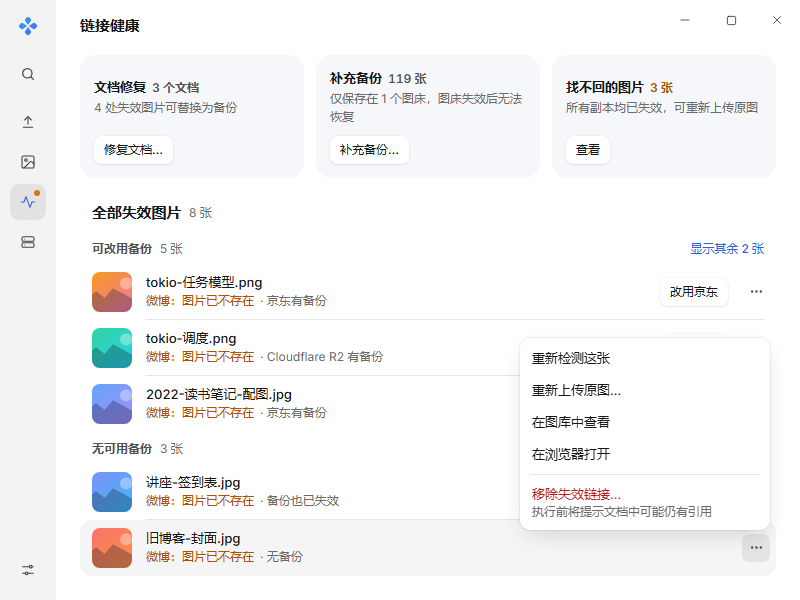 链接健康
文档修复 3 个文档
4 处失效图片可替换为备份
修复文档...
补充备份 119 张
仅保存在 1 个图床，图床失效后无法
恢复
补充备份...
找不回的图片 3 张
所有副本均已失效，可重新上传原图
查看
全部失效图片 8 张
可改用备份 5 张
显示其余 2 张
tokio-任务模型.png
微博：图片已不存在 · 京东有备份
改用京东
tokio-调度.png
微博：图片已不存在 · Cloudflare R2 有备份
2022-读书笔记-配图.jpg
微博：图片已不存在 · 京东有备份
无可用备份 3 张
讲座-签到表.jpg
微博：图片已不存在 · 备份也已失效
旧博客-封面.jpg
微博：图片已不存在 · 无备份
重新检测这张
重新上传原图...
在图库中查看
在浏览器打开
移除失效链接...
执行前将提示文档中可能仍有引用